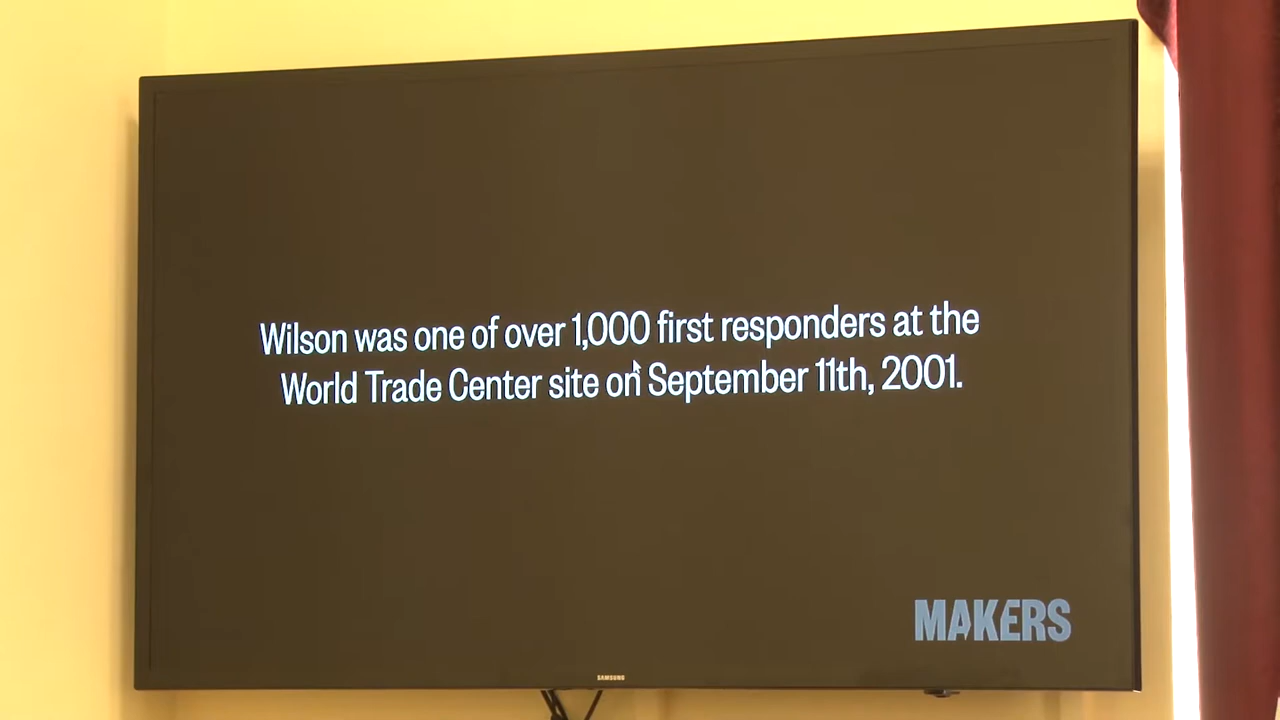 Wilson was one of over 1,000 first responders at the
World Trade Center site on September 11th, 2001.
MAKERS
SAMSUNG